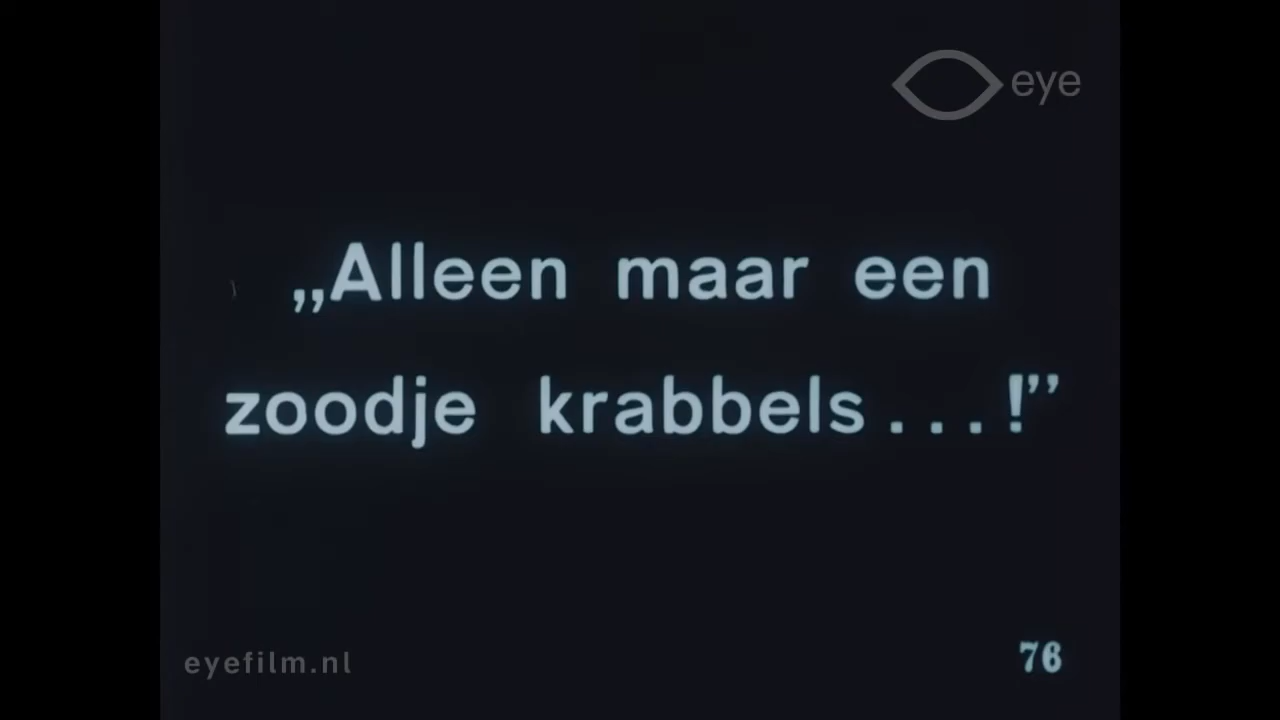 eye
„Alleen maar een
zoodje krabbels...!”
eyefilm.nl
76